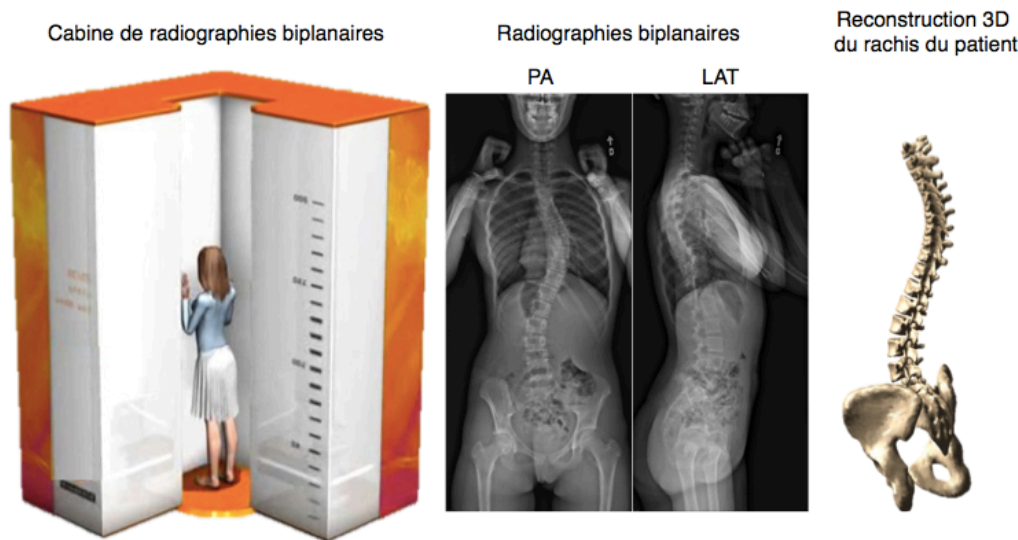 Cabine de radiographies biplanaires
Radiographies biplanaires
Reconstruction 3D
du rachis du patient
PA
LAT